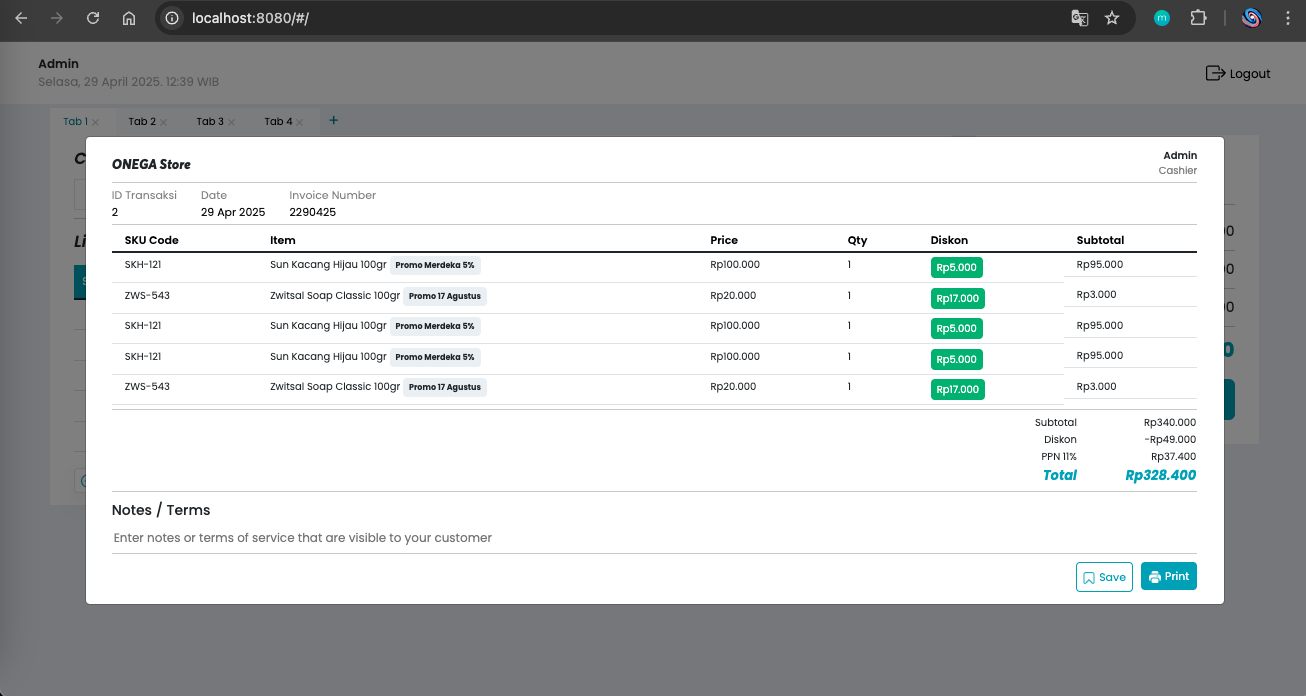 localhost:8080/#/
m
Admin
Selasa, 29 April 2025. 12:39 WIB
Logout
Tab 1 × Tab 2 × Tab 3 × Tab 4 × +
ONEGA Store
Admin
Cashier
ID Transaksi Date Invoice Number
2 29 Apr 2025 2290425
SKU Code Item Price Qty Diskon Subtotal
SKH-121 Sun Kacang Hijau 100gr Promo Merdeka 5% Rp100.000 1 Rp5.000 Rp95.000
ZWS-543 Zwitsal Soap Classic 100gr Promo 17 Agustus Rp20.000 1 Rp17.000 Rp3.000
SKH-121 Sun Kacang Hijau 100gr Promo Merdeka 5% Rp100.000 1 Rp5.000 Rp95.000
SKH-121 Sun Kacang Hijau 100gr Promo Merdeka 5% Rp100.000 1 Rp5.000 Rp95.000
ZWS-543 Zwitsal Soap Classic 100gr Promo 17 Agustus Rp20.000 1 Rp17.000 Rp3.000
Subtotal Rp340.000
Diskon -Rp49.000
PPN 11% Rp37.400
Total Rp328.400
Notes / Terms
Enter notes or terms of service that are visible to your customer
Save Print